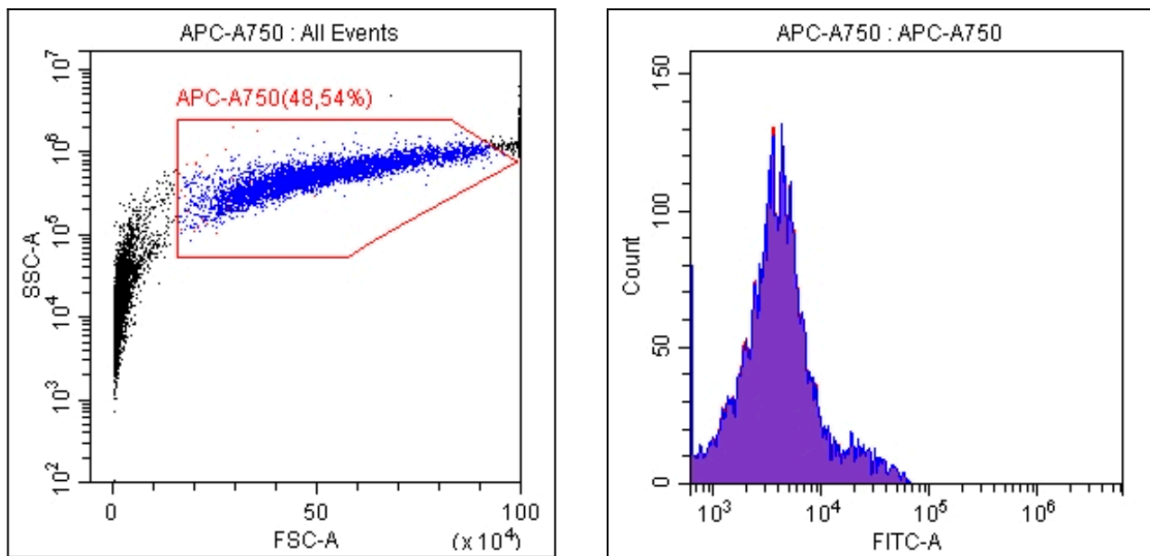 APC-A750 : All Events
APC-A750(48,54%)
10^7
10^6
10^5
10^4
10^3
10^2
SSC-A
0
50
100
FSC-A
(x 10^4)
APC-A750 : APC-A750
150
100
50
0
Count
10^3
10^4
10^5
10^6
FITC-A